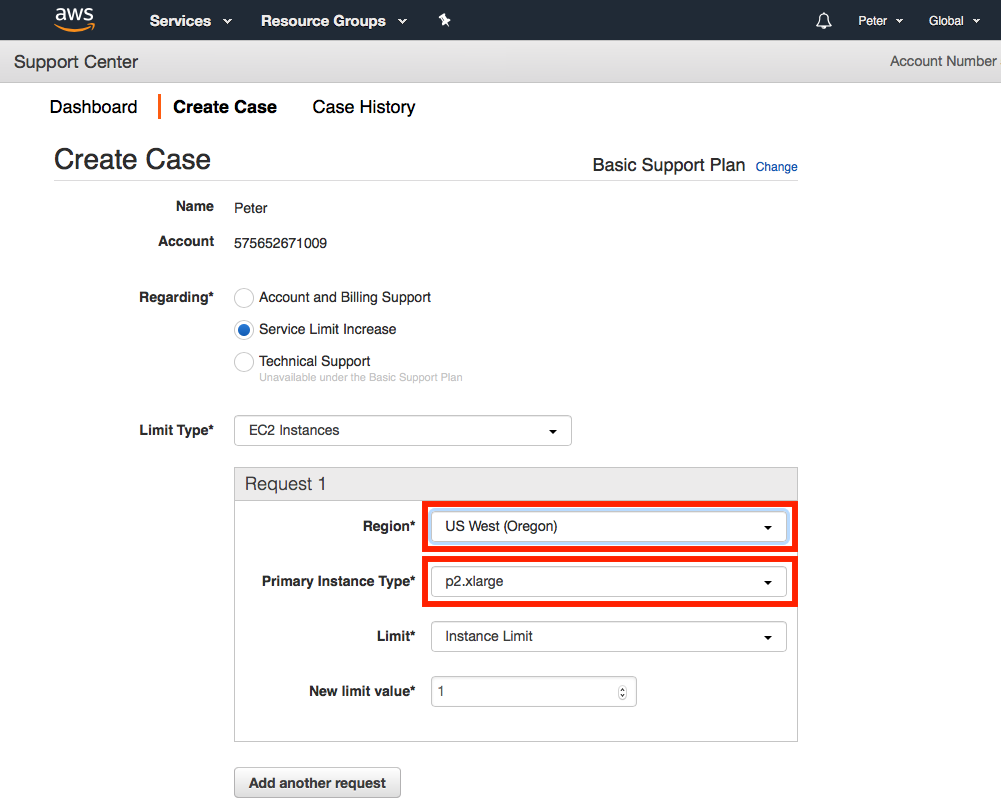 aws Services Resource Groups Peter Global
Support Center Account Number
Dashboard Create Case Case History
Create Case Basic Support Plan Change
Name Peter
Account 575652671009
Regarding* Account and Billing Support
Service Limit Increase
Technical Support
Unavailable under the Basic Support Plan
Limit Type* EC2 Instances
Request 1
Region* US West (Oregon)
Primary Instance Type* p2.xlarge
Limit* Instance Limit
New limit value* 1
Add another request